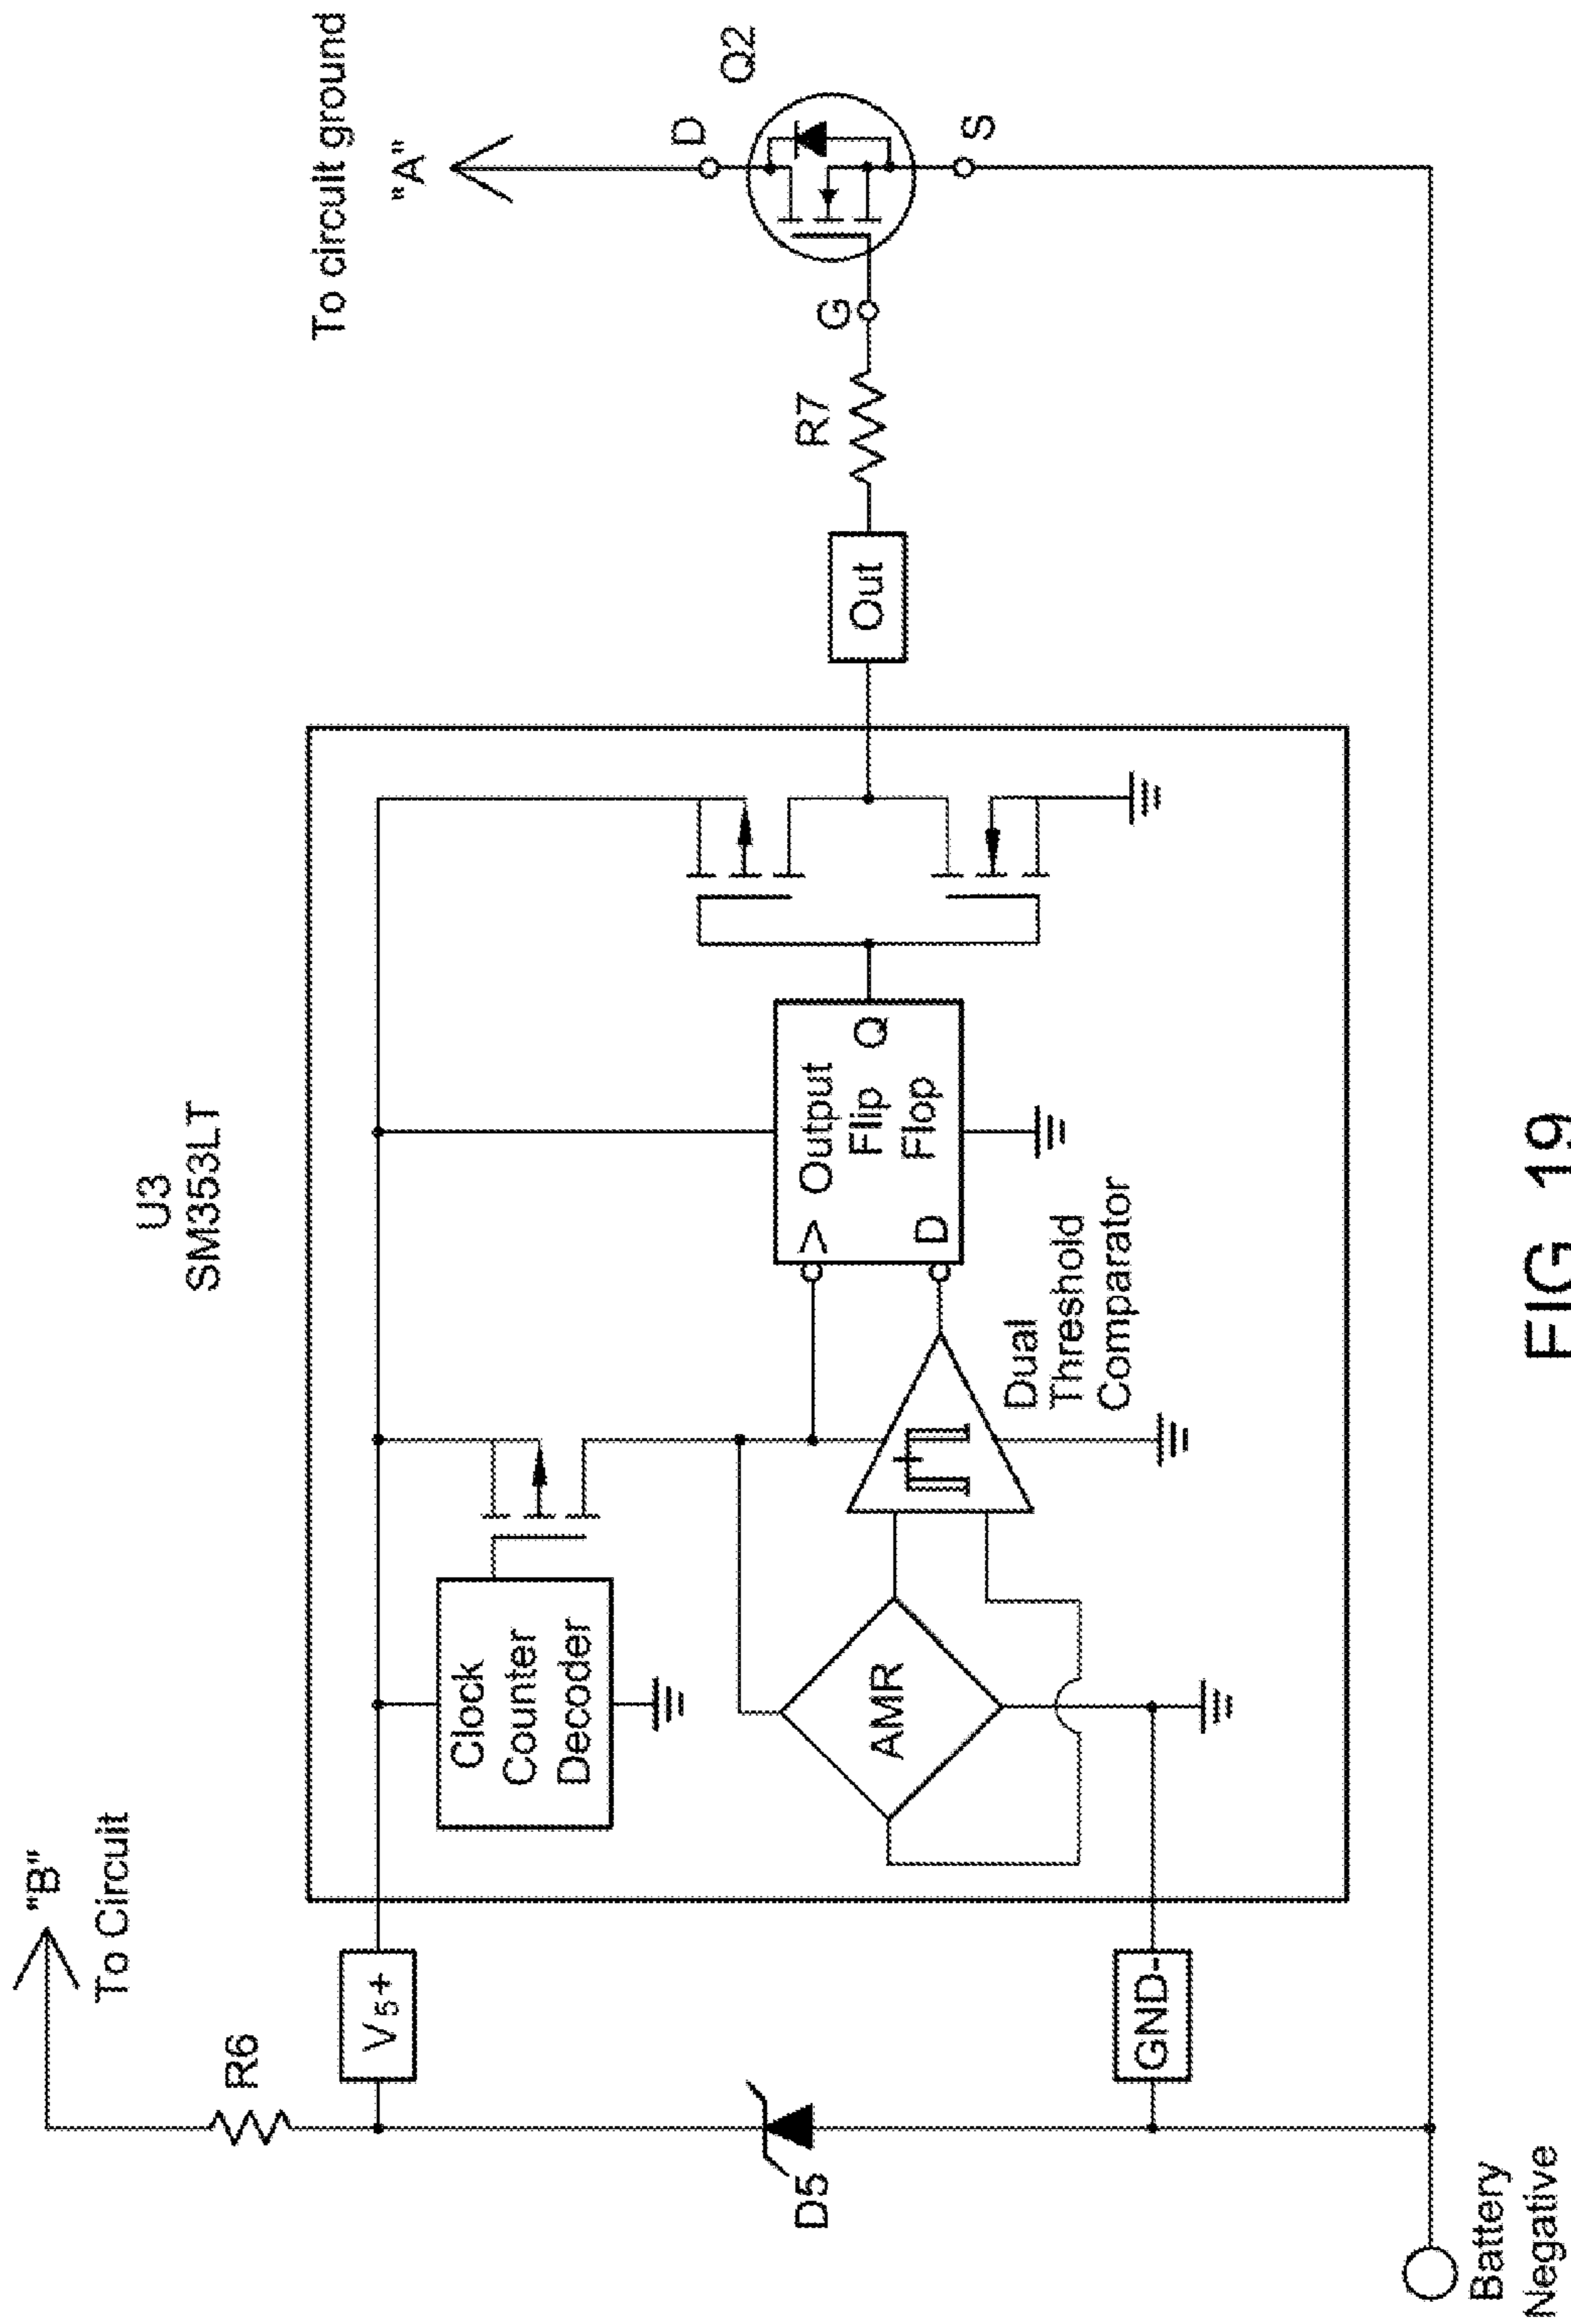 "B"
To Circuit
R6
V5+
D5
GND-
Battery
Negative
U3
SM353LT
Clock
Counter
Decoder
AMR
Dual
Threshold
Comparator
> Output
Flip Q
D Flop
Out
R7
G
D
Q2
S
To circuit ground
"A"
FIG. 19